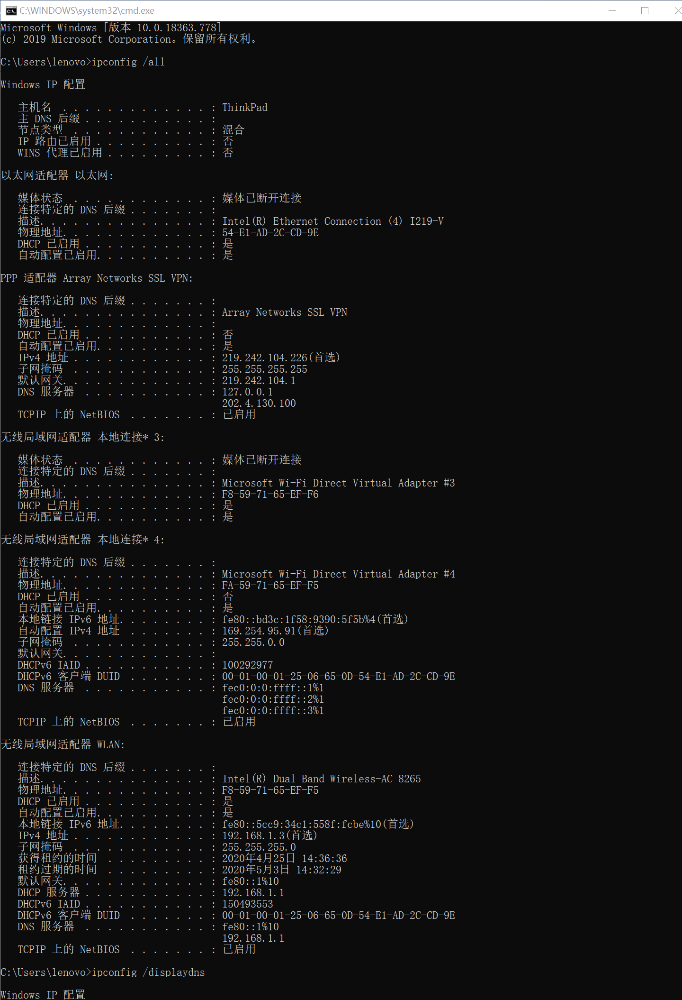 C:\WINDOWS\system32\cmd.exe
Microsoft Windows [版本 10.0.18363.778]
(c) 2019 Microsoft Corporation。保留所有权利。
C:\Users\lenovo>ipconfig /all
Windows IP 配置
主机名 . . . . . . . . . . . . . : ThinkPad
主 DNS 后缀 . . . . . . . . . . . :
节点类型 . . . . . . . . . . . . : 混合
IP 路由已启用 . . . . . . . . . . : 否
WINS 代理已启用 . . . . . . . . . : 否
以太网适配器 以太网:
媒体状态 . . . . . . . . . . . . : 媒体已断开连接
连接特定的 DNS 后缀 . . . . . . . :
描述. . . . . . . . . . . . . . . : Intel(R) Ethernet Connection (4) I219-V
物理地址. . . . . . . . . . . . . : 54-E1-AD-2C-CD-9E
DHCP 已启用 . . . . . . . . . . . : 是
自动配置已启用. . . . . . . . . . : 是
PPP 适配器 Array Networks SSL VPN:
连接特定的 DNS 后缀 . . . . . . . :
描述. . . . . . . . . . . . . . . : Array Networks SSL VPN
物理地址. . . . . . . . . . . . . :
DHCP 已启用 . . . . . . . . . . . : 否
自动配置已启用. . . . . . . . . . : 是
IPv4 地址 . . . . . . . . . . . . : 219.242.104.226(首选)
子网掩码 . . . . . . . . . . . . : 255.255.255.255
默认网关. . . . . . . . . . . . . : 219.242.104.1
DNS 服务器 . . . . . . . . . . . : 127.0.0.1
202.4.130.100
TCPIP 上的 NetBIOS . . . . . . . : 已启用
无线局域网适配器 本地连接* 3:
媒体状态 . . . . . . . . . . . . : 媒体已断开连接
连接特定的 DNS 后缀 . . . . . . . :
描述. . . . . . . . . . . . . . . : Microsoft Wi-Fi Direct Virtual Adapter #3
物理地址. . . . . . . . . . . . . : F8-59-71-65-EF-F6
DHCP 已启用 . . . . . . . . . . . : 是
自动配置已启用. . . . . . . . . . : 是
无线局域网适配器 本地连接* 4:
连接特定的 DNS 后缀 . . . . . . . :
描述. . . . . . . . . . . . . . . : Microsoft Wi-Fi Direct Virtual Adapter #4
物理地址. . . . . . . . . . . . . : FA-59-71-65-EF-F5
DHCP 已启用 . . . . . . . . . . . : 否
自动配置已启用. . . . . . . . . . : 是
本地链接 IPv6 地址. . . . . . . . : fe80::bd3c:1f58:9390:5f5b%4(首选)
自动配置 IPv4 地址 . . . . . . . : 169.254.95.91(首选)
子网掩码 . . . . . . . . . . . . : 255.255.0.0
默认网关. . . . . . . . . . . . . :
DHCPv6 IAID . . . . . . . . . . . : 100292977
DHCPv6 客户端 DUID . . . . . . . : 00-01-00-01-25-06-65-0D-54-E1-AD-2C-CD-9E
DNS 服务器 . . . . . . . . . . . : fec0:0:0:ffff::1%1
fec0:0:0:ffff::2%1
fec0:0:0:ffff::3%1
TCPIP 上的 NetBIOS . . . . . . . : 已启用
无线局域网适配器 WLAN:
连接特定的 DNS 后缀 . . . . . . . :
描述. . . . . . . . . . . . . . . : Intel(R) Dual Band Wireless-AC 8265
物理地址. . . . . . . . . . . . . : F8-59-71-65-EF-F5
DHCP 已启用 . . . . . . . . . . . : 是
自动配置已启用. . . . . . . . . . : 是
本地链接 IPv6 地址. . . . . . . . : fe80::5cc9:34c1:558f:fcbe%10(首选)
IPv4 地址 . . . . . . . . . . . . : 192.168.1.3(首选)
子网掩码 . . . . . . . . . . . . : 255.255.255.0
获得租约的时间 . . . . . . . . . : 2020年4月25日 14:36:36
租约过期的时间 . . . . . . . . . : 2020年5月3日 14:32:29
默认网关. . . . . . . . . . . . . : fe80::1%10
DHCP 服务器 . . . . . . . . . . . : 192.168.1.1
DHCPv6 IAID . . . . . . . . . . . : 150493553
DHCPv6 客户端 DUID . . . . . . . : 00-01-00-01-25-06-65-0D-54-E1-AD-2C-CD-9E
DNS 服务器 . . . . . . . . . . . : fe80::1%10
192.168.1.1
TCPIP 上的 NetBIOS . . . . . . . : 已启用
C:\Users\lenovo>ipconfig /displaydns
Windows IP 配置